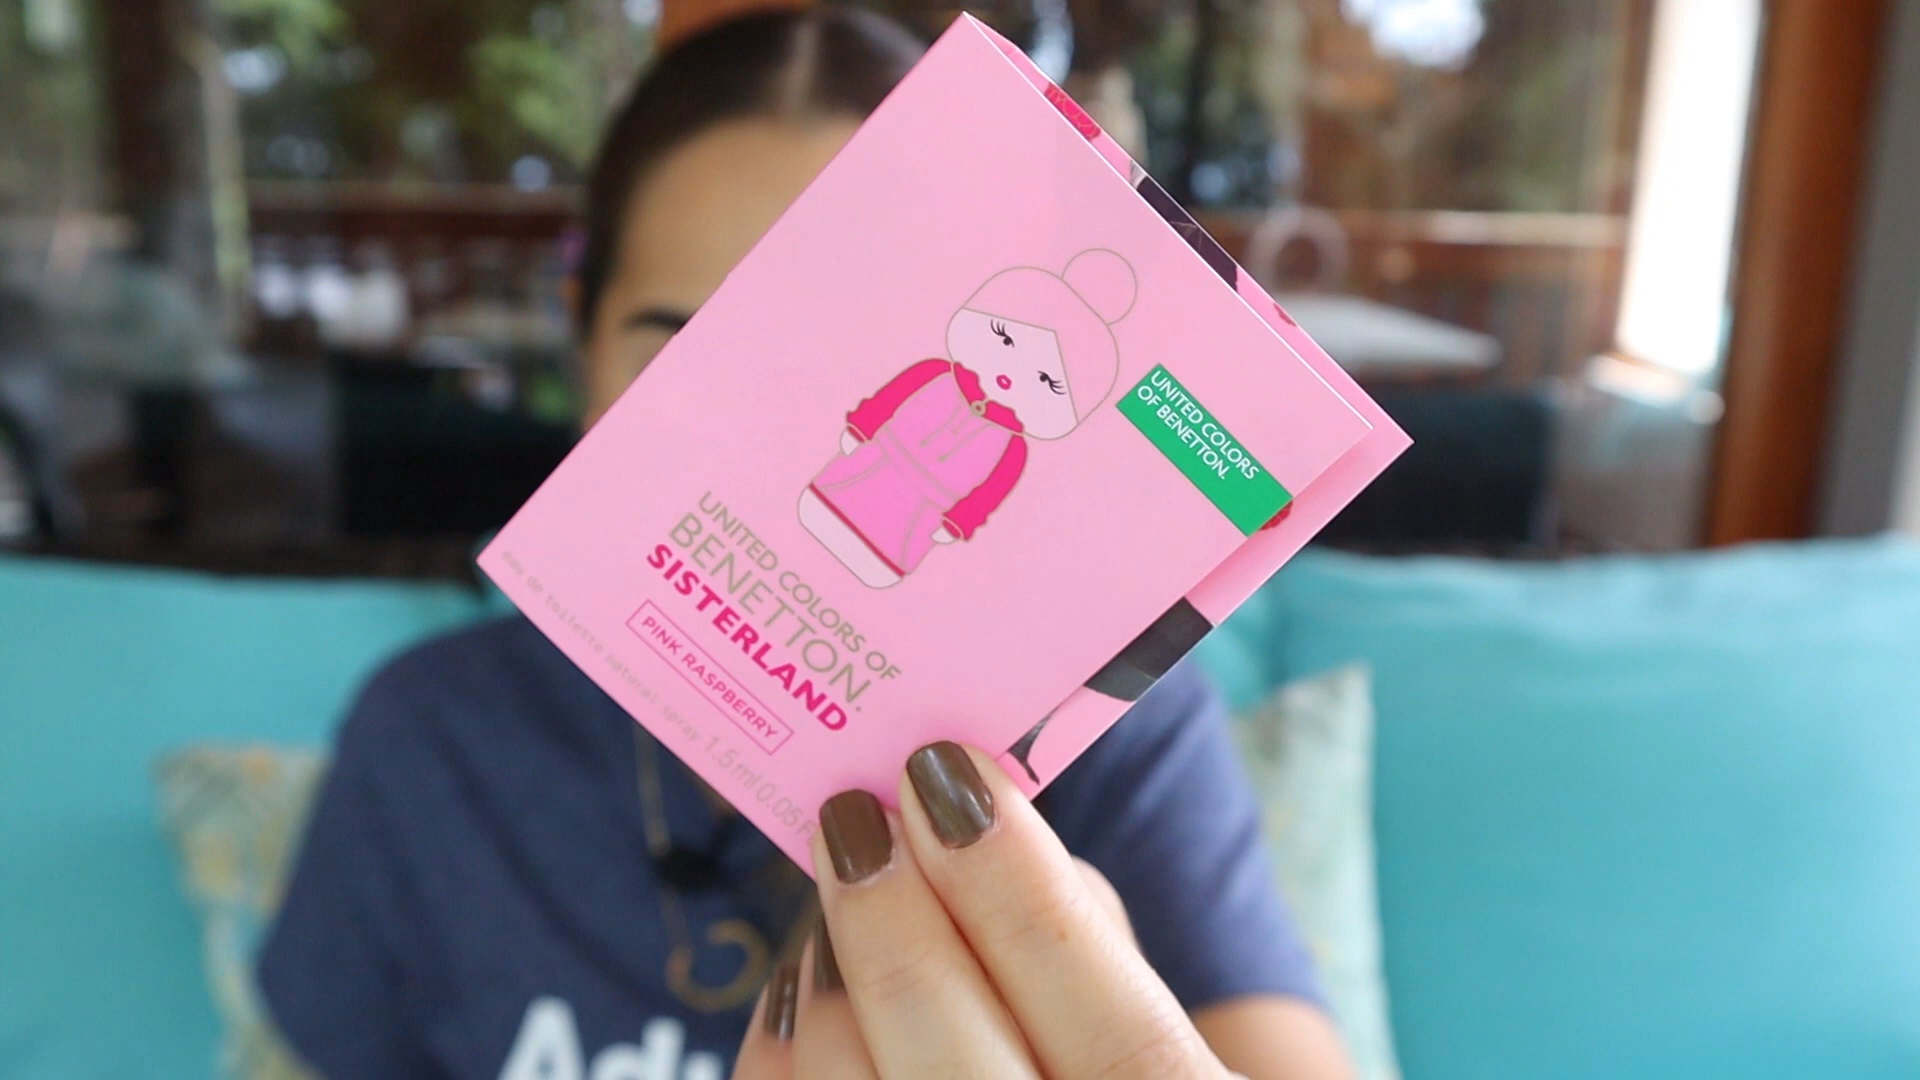 UNITED COLORS
OF BENETTON.
UNITED COLORS OF
BENETTON.
SISTERLAND
PINK RASPBERRY
eau de toilette natural spray 1.5 ml/0.05
Adu